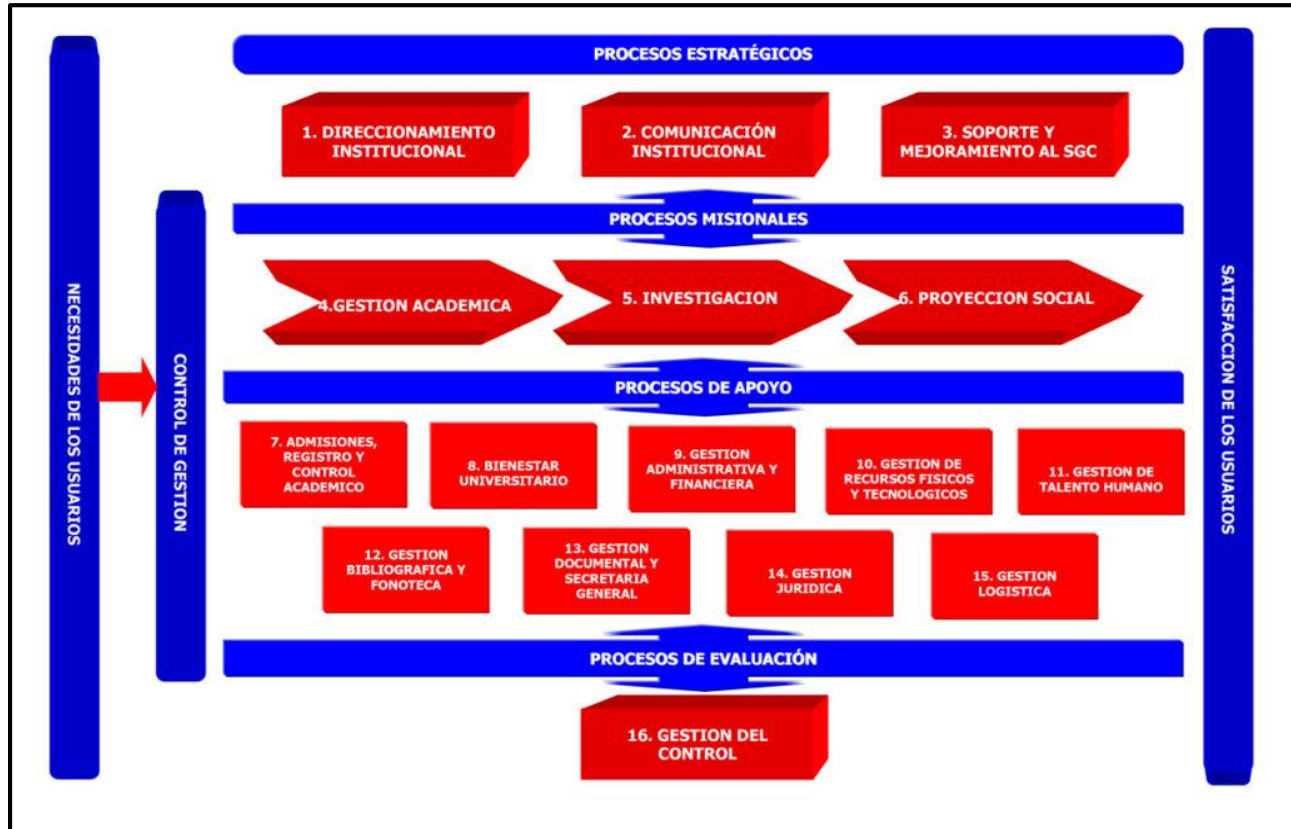 PROCESOS ESTRATÉGICOS
1. DIRECCIONAMIENTO
INSTITUCIONAL
2. COMUNICACIÓN
INSTITUCIONAL
3. SOPORTE Y
MEJORAMIENTO AL SGC
PROCESOS MISIONALES
4.GESTION ACADEMICA
5. INVESTIGACION
6. PROYECCION SOCIAL
NECESIDADES DE LOS USUARIOS
CONTROL DE GESTION
SATISFACCION DE LOS USUARIOS
PROCESOS DE APOYO
7. ADMISIONES,
REGISTRO Y
CONTROL
ACADEMICO
8. BIENESTAR
UNIVERSITARIO
9. GESTION
ADMINISTRATIVA Y
FINANCIERA
10. GESTION DE
RECURSOS FISICOS
Y TECNOLOGICOS
11. GESTION DE
TALENTO HUMANO
12. GESTION
BIBLIOGRAFICA Y
FONOTECA
13. GESTION
DOCUMENTAL Y
SECRETARIA
GENERAL
14. GESTION
JURIDICA
15. GESTION
LOGISTICA
PROCESOS DE EVALUACIÓN
16. GESTION DEL
CONTROL